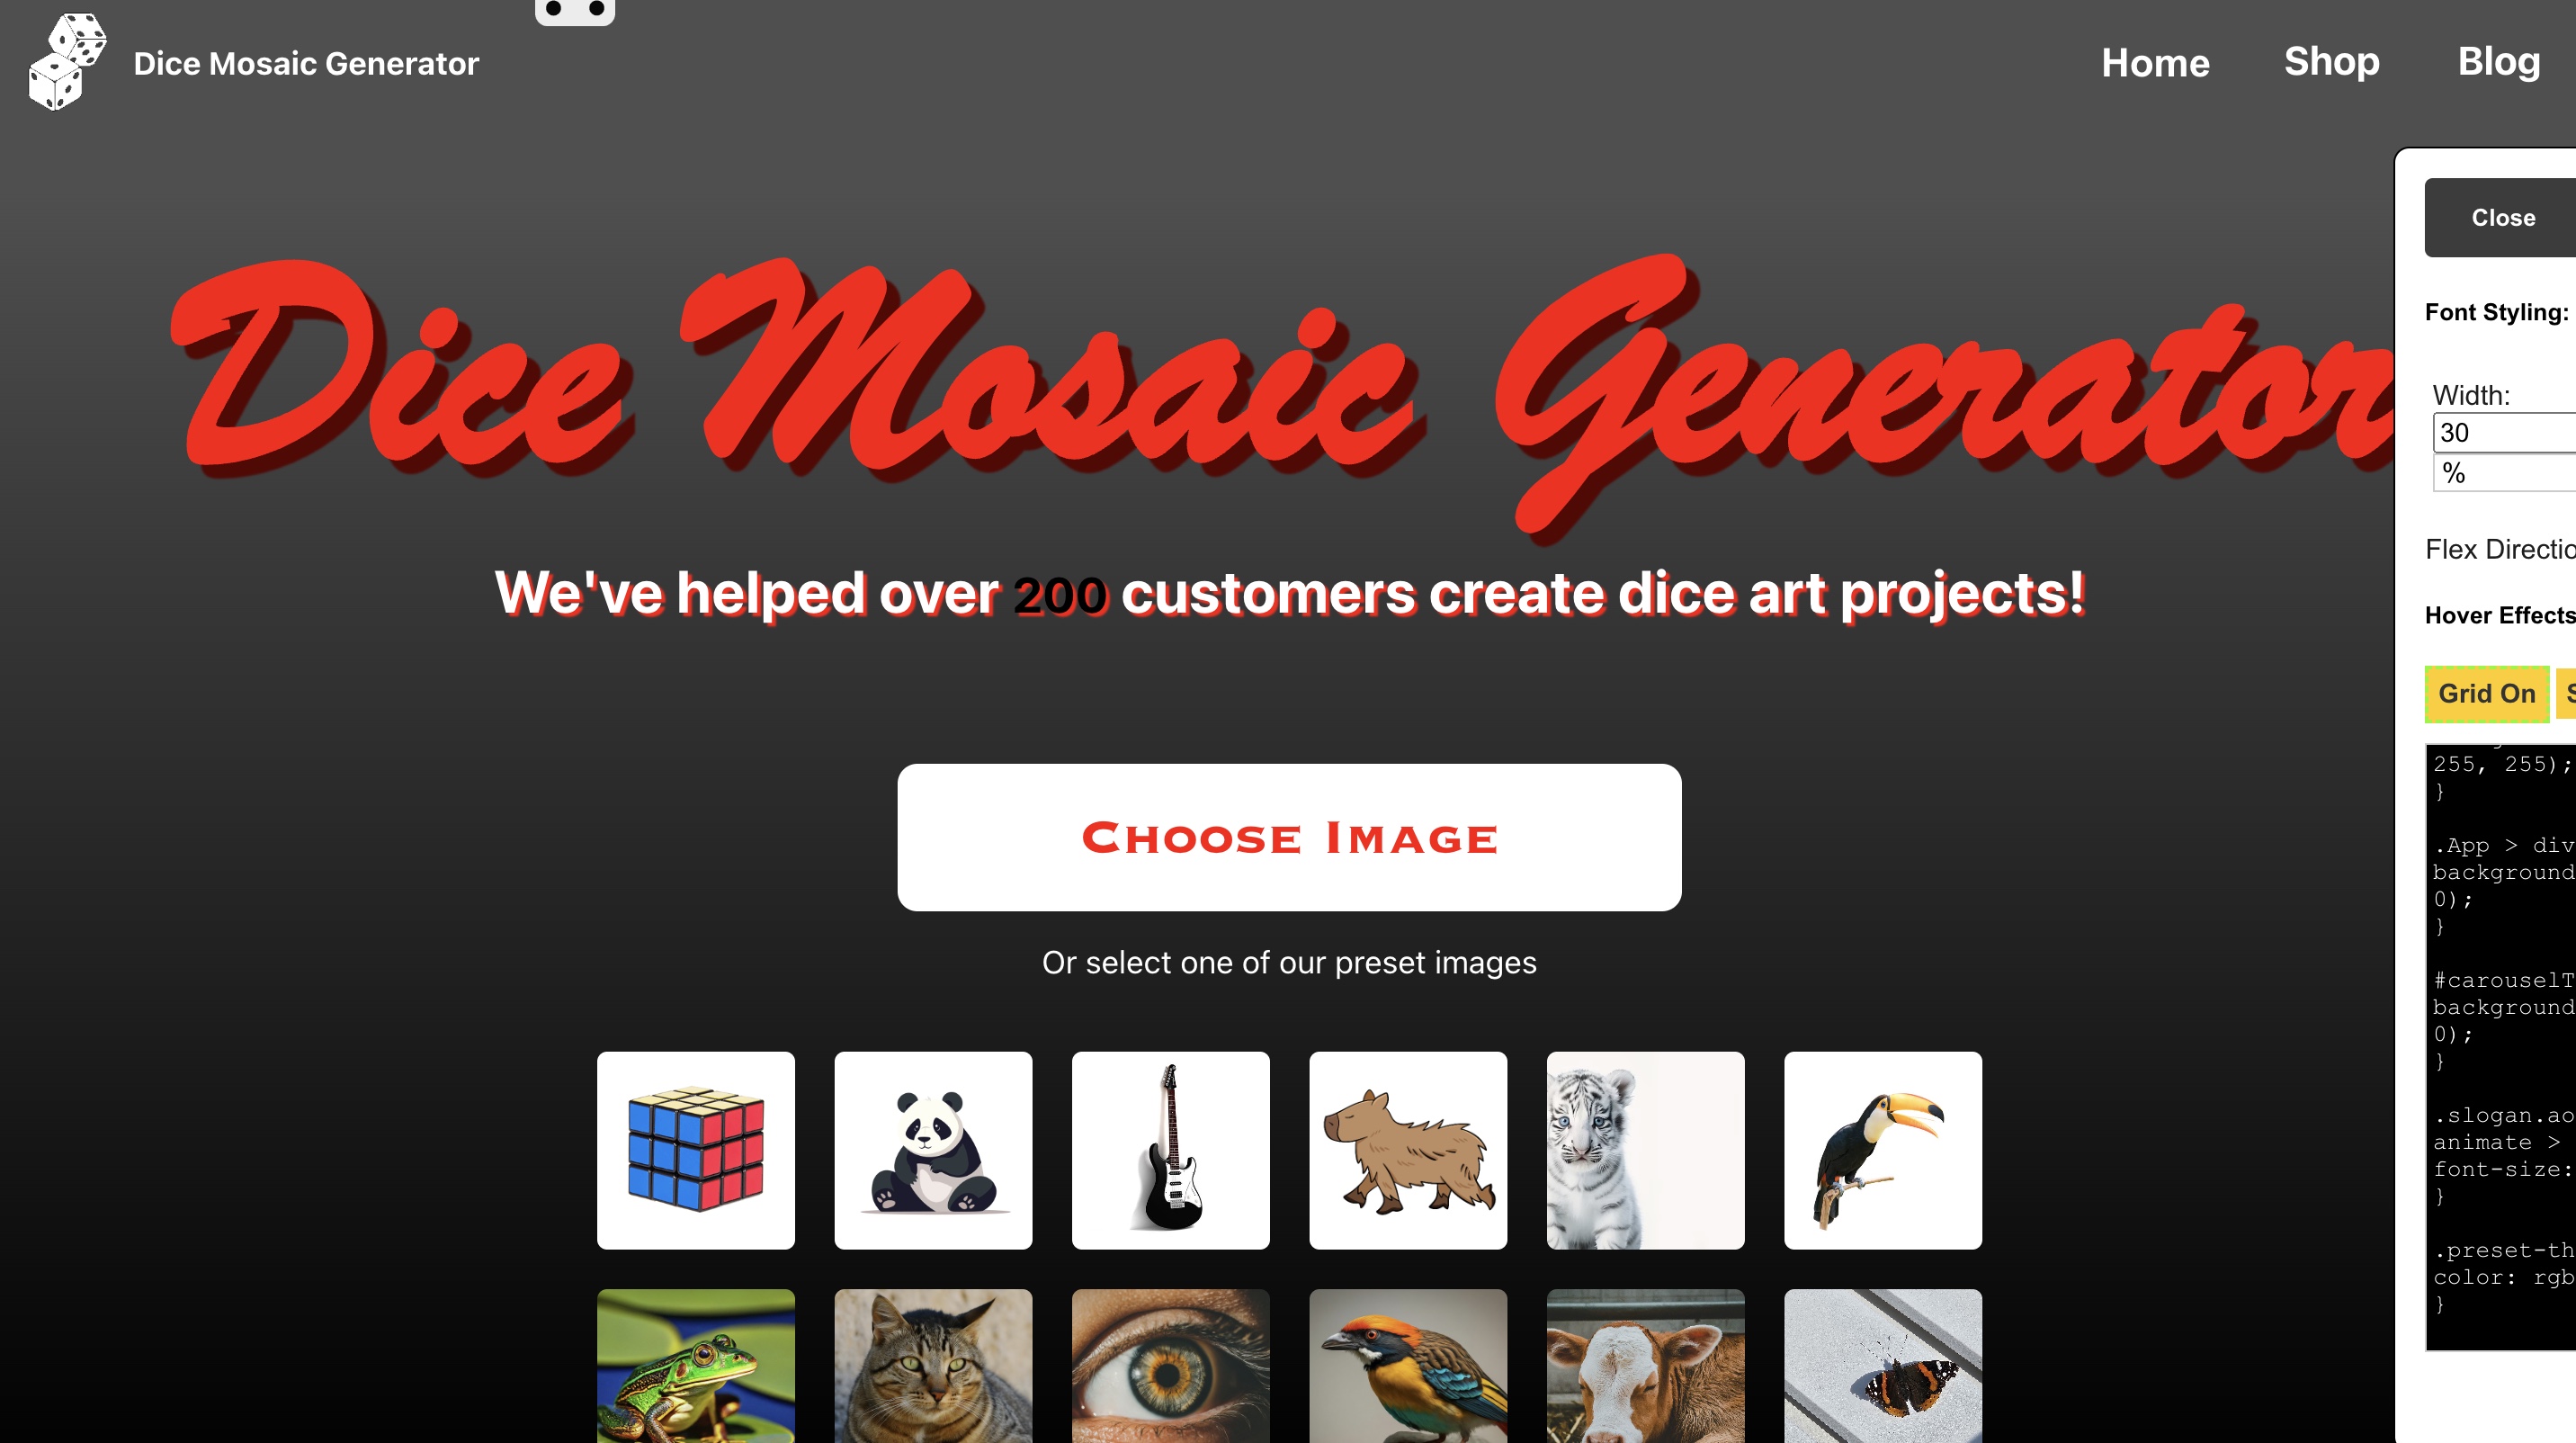 Dice Mosaic Generator
Home Shop Blog
Close
Dice Mosaic Generator
Font Styling:
Width:
30
%
Flex Directio
We've helped over 200 customers create dice art projects!
Hover Effects
Grid On S
Choose Image
Or select one of our preset images
255, 255);
}
.App > div
background
0);
}
#carouselT
background
0);
}
.slogan.ao
animate >
font-size:
}
.preset-th
color: rgb
}